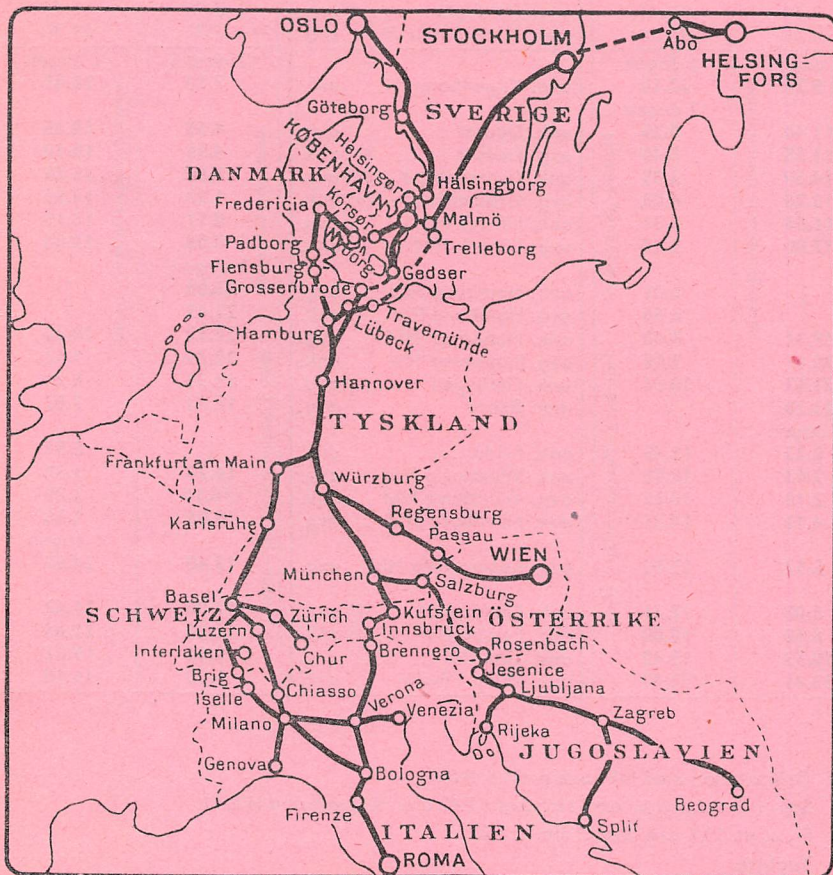 OSLO
STOCKHOLM
Åbo
HELSING-
FORS
Göteborg
SVERIGE
Helsingør
KØBENHAVN
DANMARK
Hälsingborg
Fredericia
Korsør
Nyborg
Malmö
Padborg
Trelleborg
Flensburg
Gedser
Grossenbrode
Travemünde
Lübeck
Hamburg
Hannover
TYSKLAND
Frankfurt am Main
Würzburg
Regensburg
Karlsruhe
Passau
WIEN
München
Salzburg
Basel
Zürich
Kufstein
ÖSTERRIKE
SCHWEIZ
Luzern
Innsbruck
Interlaken
Chur
Brennero
Rosenbach
Brig
Jesenice
Iselle
Chiasso
Ljubljana
Milano
Verona
Venezia
Zagreb
Rijeka
JUGOSLAVIEN
Genova
Bologna
Beograd
Firenze
ITALIEN
Split
ROMA